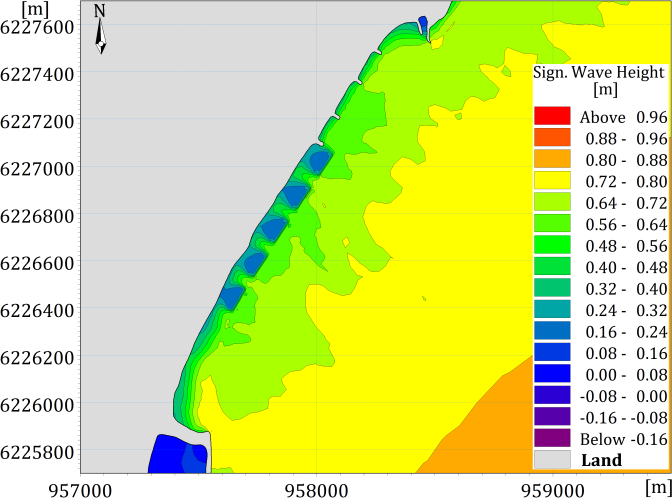 [m]
N
6227600
6227400
6227200
6227000
6226800
6226600
6226400
6226200
6226000
6225800
957000
958000
959000
[m]
Sign. Wave Height
[m]
Above 0.96
0.88 - 0.96
0.80 - 0.88
0.72 - 0.80
0.64 - 0.72
0.56 - 0.64
0.48 - 0.56
0.40 - 0.48
0.32 - 0.40
0.24 - 0.32
0.16 - 0.24
0.08 - 0.16
0.00 - 0.08
-0.08 - 0.00
-0.16 - -0.08
Below -0.16
Land